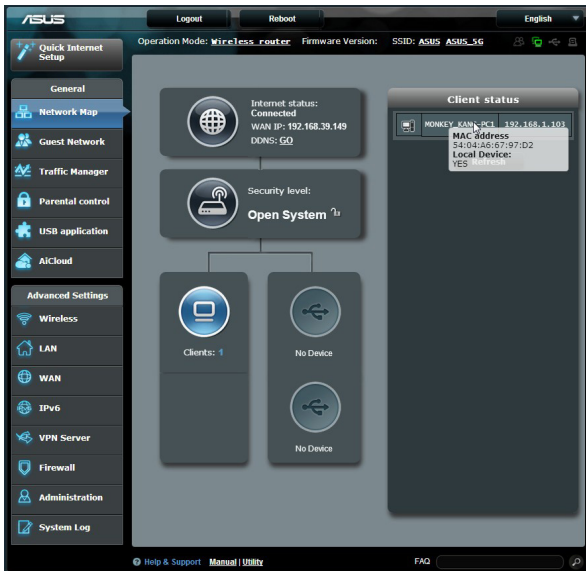 ASUS
Logout
Reboot
English
Quick Internet
Setup
Operation Mode: Wireless router Firmware Version: SSID: ASUS ASUS_5G
General
Network Map
Guest Network
Traffic Manager
Parental control
USB application
AiCloud
Advanced Settings
Wireless
LAN
WAN
IPv6
VPN Server
Firewall
Administration
System Log
Internet status:
Connected
WAN IP: 192.168.39.149
DDNS: GO
Security level:
Open System
Clients: 1
No Device
No Device
Client status
192.168.1.103
MAC address
54:04:A6:67:97:D2
Local Device:
YES
Help & Support Manual | Utility
FAQ